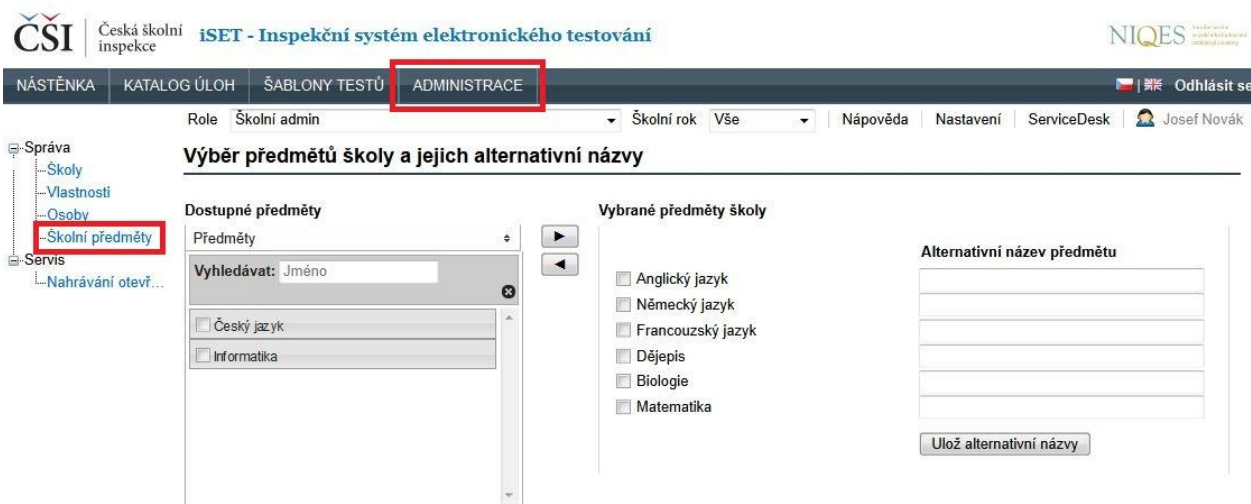 ČŠI Česká školní inspekce iSET - Inspekční systém elektronického testování NIQES
NÁSTĚNKA KATALOG ÚLOH ŠABLONY TESTŮ ADMINISTRACE Odhlásit se
Role Školní admin Školní rok Vše Nápověda Nastavení ServiceDesk Josef Novák
Správa
Školy
Vlastnosti
Osoby
Školní předměty
Servis
Nahrávání otevř...
Výběr předmětů školy a jejich alternativní názvy
Dostupné předměty
Předměty
Vyhledávat: Jméno
Český jazyk
Informatika
Vybrané předměty školy
Alternativní název předmětu
Anglický jazyk
Německý jazyk
Francouzský jazyk
Dějepis
Biologie
Matematika
Ulož alternativní názvy